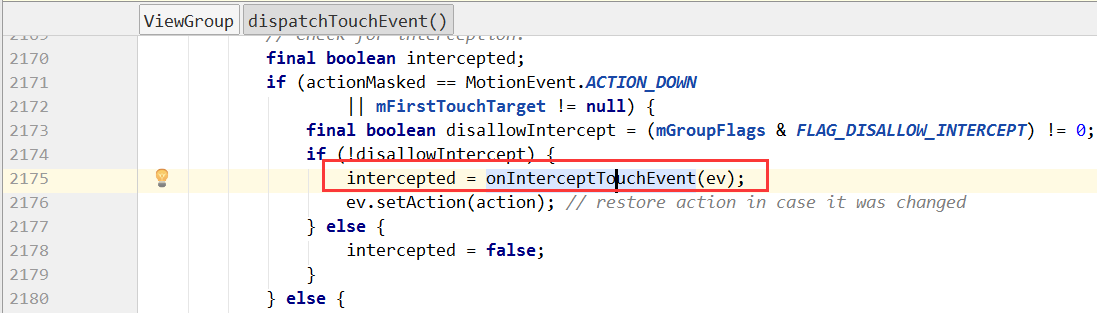 ViewGroup dispatchTouchEvent()
2169 // Check for interception.
2170 final boolean intercepted;
2171 if (actionMasked == MotionEvent.ACTION_DOWN
2172 || mFirstTouchTarget != null) {
2173 final boolean disallowIntercept = (mGroupFlags & FLAG_DISALLOW_INTERCEPT) != 0;
2174 if (!disallowIntercept) {
2175 intercepted = onInterceptTouchEvent(ev);
2176 ev.setAction(action); // restore action in case it was changed
2177 } else {
2178 intercepted = false;
2179 }
2180 } else {